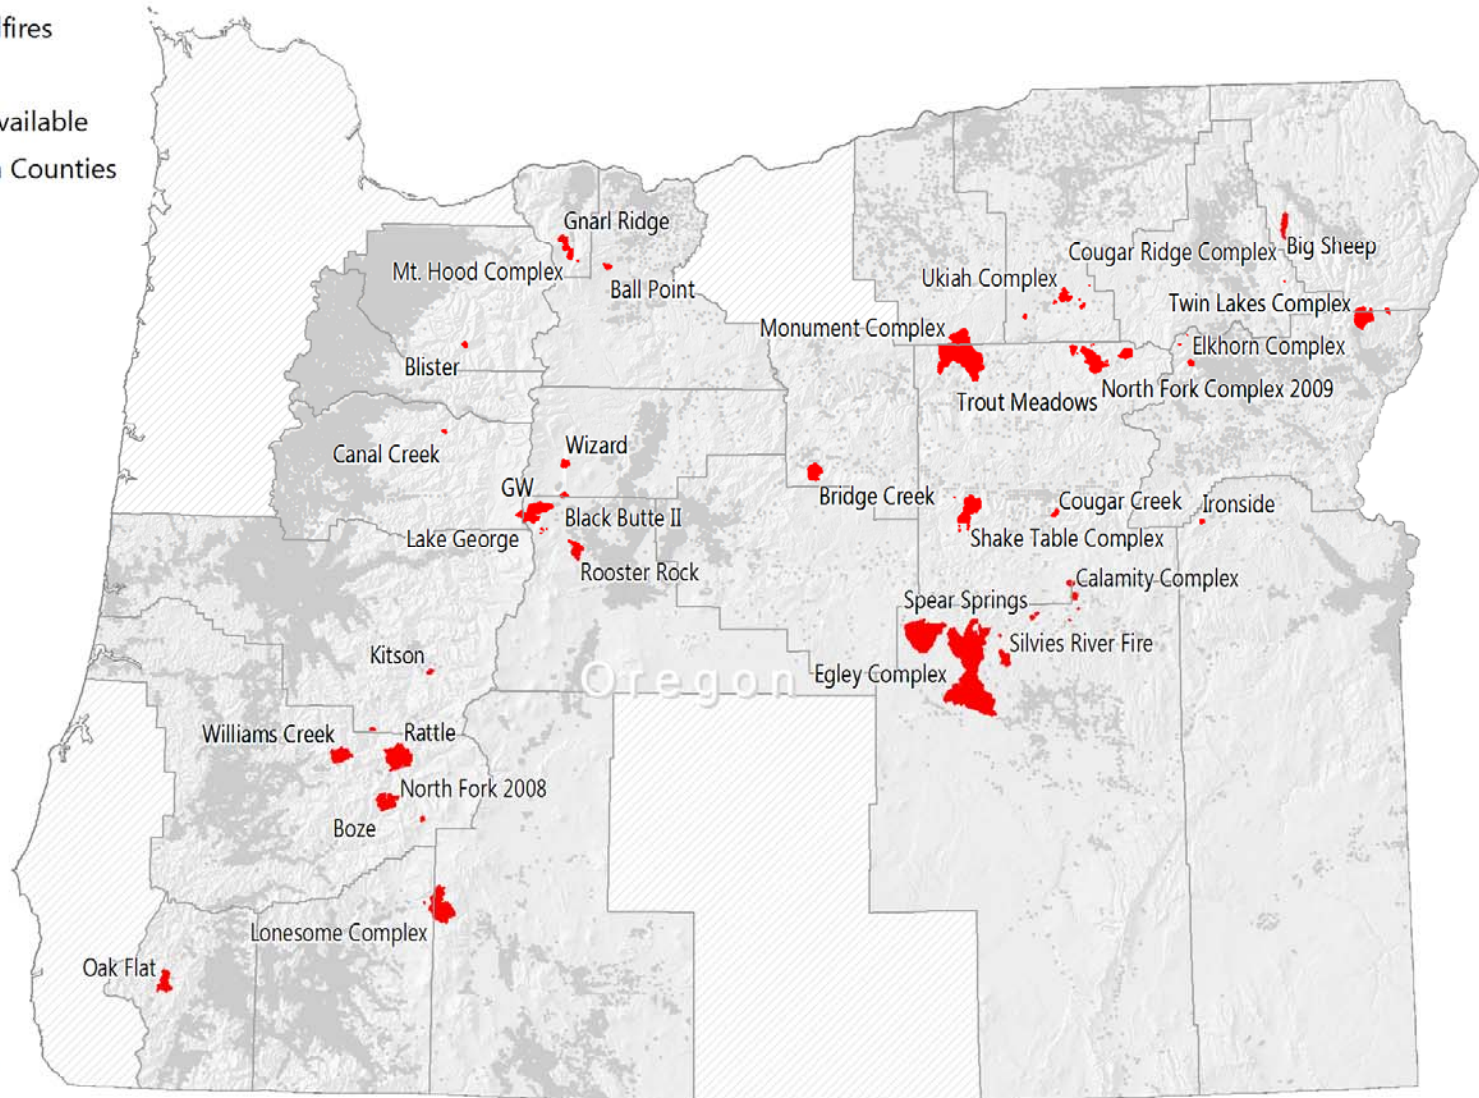 lfires
vailable
Counties
Gnarl Ridge
Mt. Hood Complex
Ball Point
Blister
Canal Creek
Wizard
GW
Black Butte II
Lake George
Rooster Rock
Kitson
Williams Creek
Rattle
North Fork 2008
Boze
Lonesome Complex
Oak Flat
Oregon
Big Sheep
Cougar Ridge Complex
Ukiah Complex
Twin Lakes Complex
Monument Complex
Elkhorn Complex
North Fork Complex 2009
Trout Meadows
Bridge Creek
Cougar Creek
Ironside
Shake Table Complex
Calamity Complex
Spear Springs
Silvies River Fire
Egley Complex